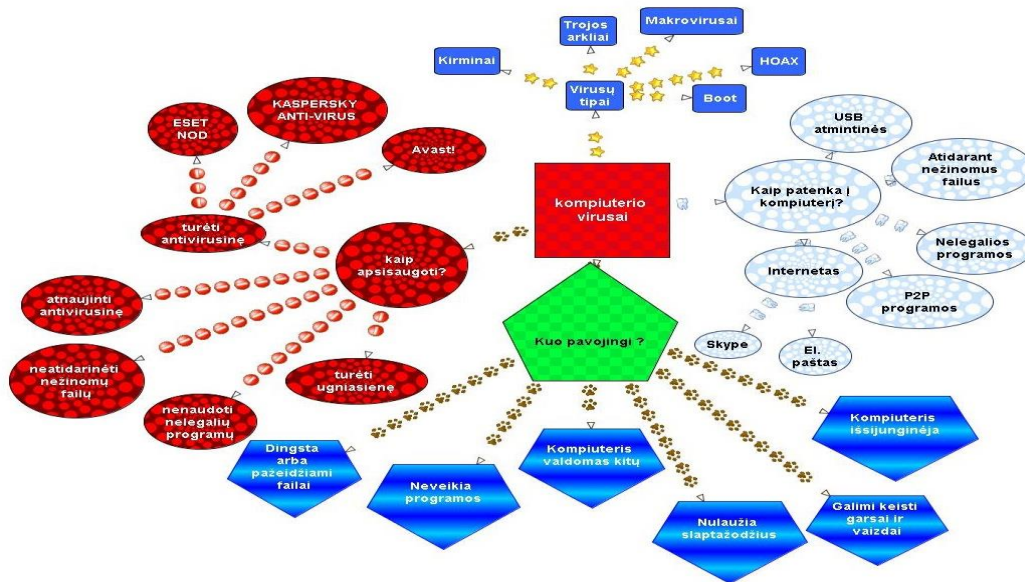 Trojos
arkliai
Makrovirusai
Kirminai
HOAX
Virusų
tipai
Boot
ESET
NOD
KASPERSKY
ANTI-VIRUS
Avast!
USB
atmintinės
Atidarant
nežinomus
failus
Kaip patenka į
kompiuterį?
kompiuterio
virusai
turėti
antivirusinę
kaip
apsisaugoti?
Nelegalios
programos
Internetas
P2P
programos
atnaujinti
antivirusinę
Skype
El.
paštas
Kuo pavojingi ?
neatidarinėti
nežinomų
failų
turėti
ugniasienę
nenaudoti
nelegalių
programų
Dingsta
arba
pažeidžiami
failai
Neveikia
programos
Kompiuteris
valdomas kitų
Nulaužia
slaptažodžius
Galimi keisti
garsai ir
vaizdai
Kompiuteris
išsijunginėja